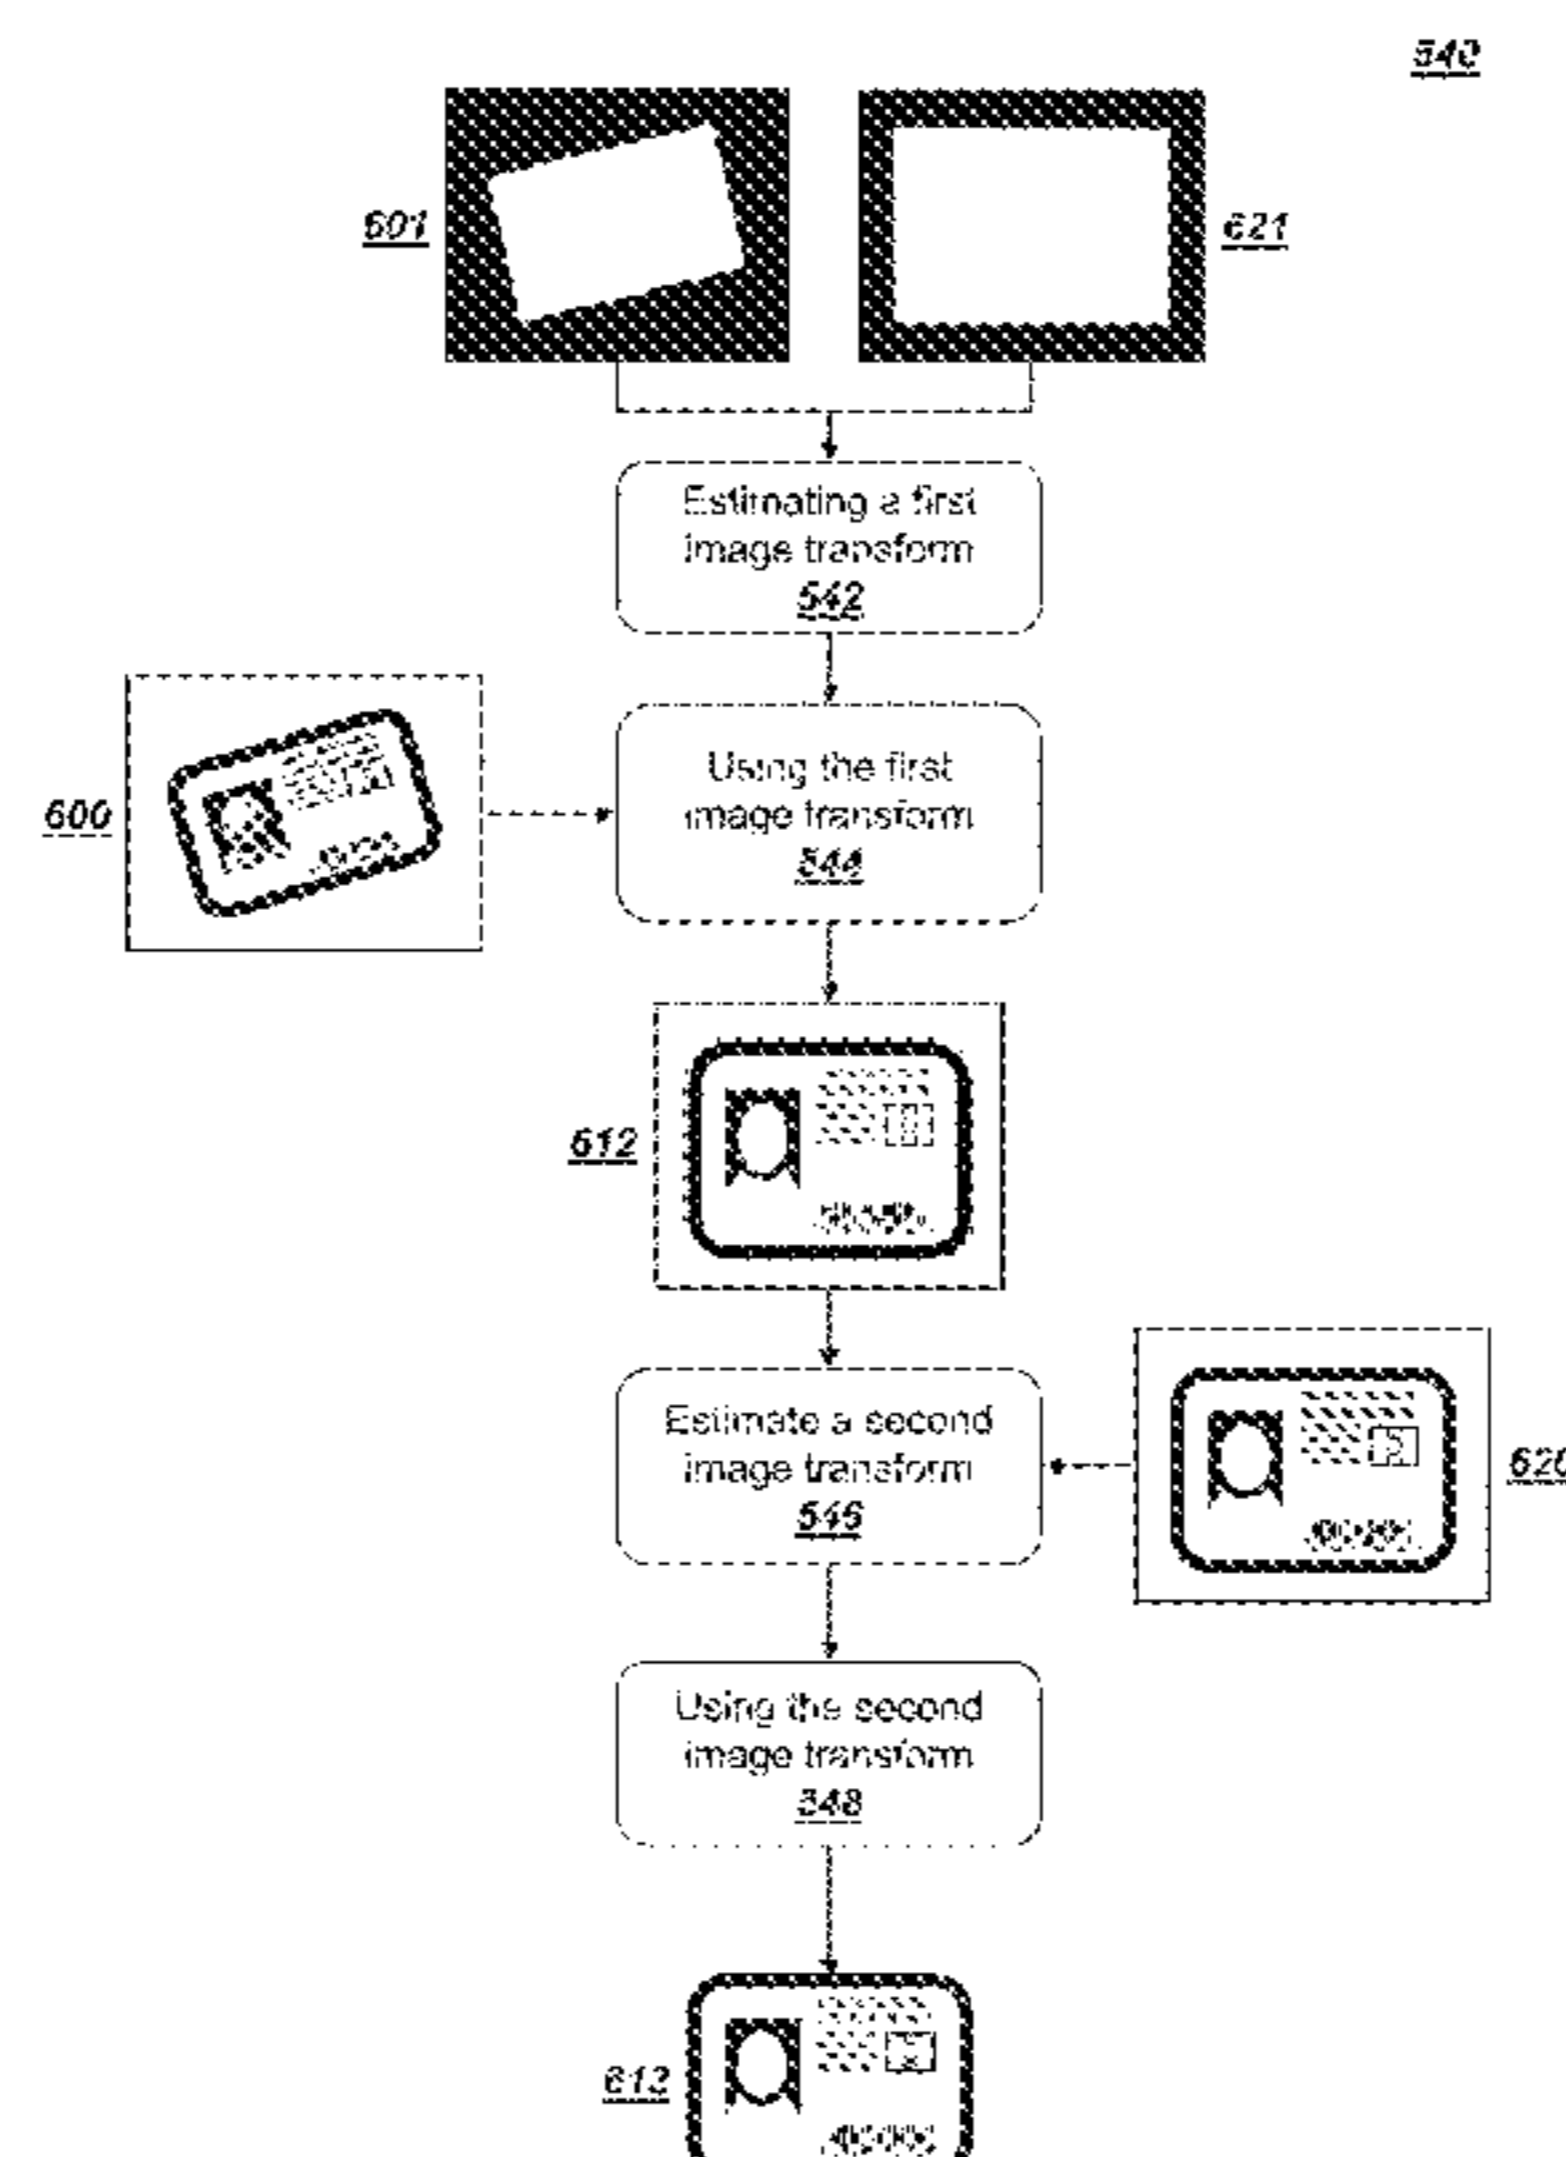 540
601
621
Estimating a first
image transform
542
600
Using the first
image transform
544
612
Estimate a second
image transform
546
620
Using the second
image transform
548